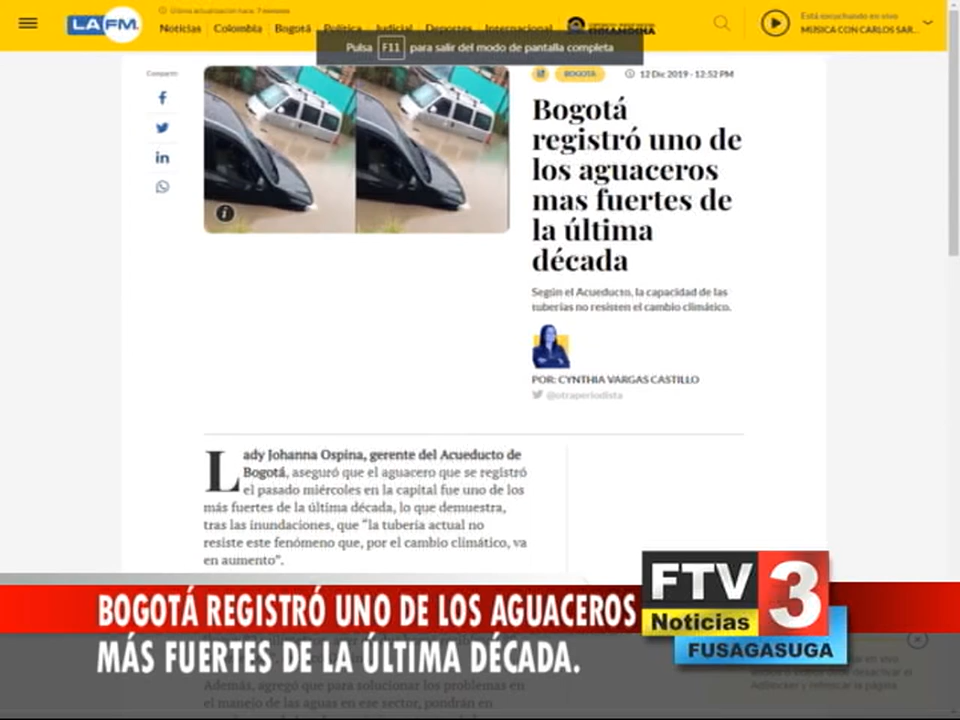 LA FM.
Última actualización hace: 7 minutos
Noticias Colombia Bogotá Política Judicial Deportes Internacional
Está escuchando en vivo
MÚSICA CON CARLOS SAR...
Pulsa F11 para salir del modo de pantalla completa
Compartir
BOGOTÁ 12 Dic 2019 - 12:52 PM
Bogotá
registró uno de
los aguaceros
mas fuertes de
la última
década
Según el Acueducto, la capacidad de las
tuberías no resisten el cambio climático.
POR: CYNTHIA VARGAS CASTILLO
@otraperiodista
Lady Johanna Ospina, gerente del Acueducto de
Bogotá, aseguró que el aguacero que se registró
el pasado miércoles en la capital fue uno de los
más fuertes de la última década, lo que demuestra,
tras las inundaciones, que “la tubería actual no
resiste este fenómeno que, por el cambio climático, va
en aumento”.
BOGOTÁ REGISTRÓ UNO DE LOS AGUACEROS
MÁS FUERTES DE LA ÚLTIMA DÉCADA.
FTV 3
Noticias
FUSAGASUGA
Además, agregó que para solucionar los problemas en
el manejo de las aguas en ese sector, pondrán en